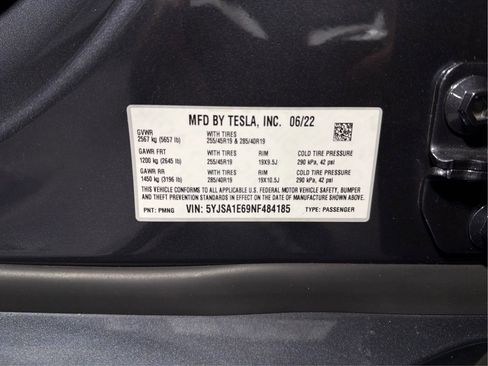 MFD BY TESLA, INC. 06/22
GVWR WITH TIRES
2567 kg (5657 lb) 255/45R19 & 285/40R19
GAWR FRT WITH TIRES RIM COLD TIRE PRESSURE
1200 kg (2645 lb) 255/45R19 19X9.5J 290 kPa, 42 psi
GAWR RR WITH TIRES RIM COLD TIRE PRESSURE
1450 kg (3196 lb) 285/40R19 19X10.5J 290 kPa, 42 psi
THIS VEHICLE CONFORMS TO ALL APPLICABLE U.S. FEDERAL MOTOR VEHICLE SAFETY, BUMPER
AND THEFT PREVENTION STANDARDS IN EFFECT ON THE DATE OF MANUFACTURE SHOWN ABOVE.
PNT: PMNG VIN: 5YJSA1E69NF484185 TYPE: PASSENGER